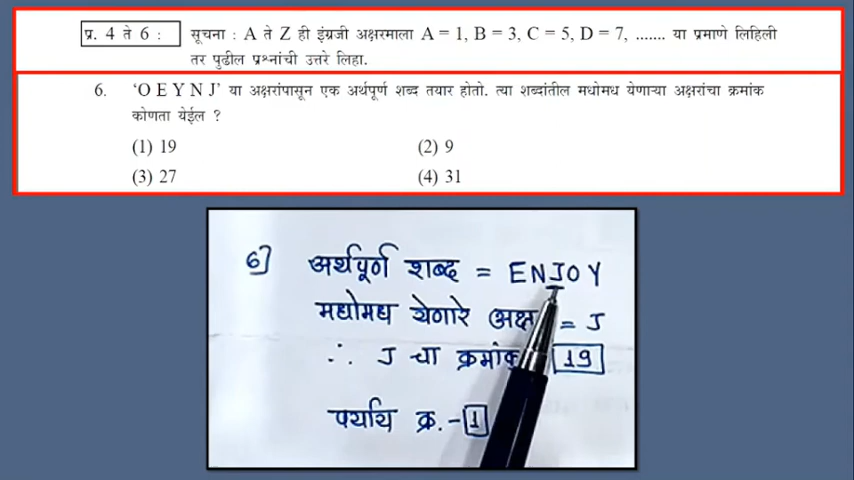 प्र. 4 ते 6 : सूचना : A ते Z ही इंग्रजी अक्षरमाला A = 1, B = 3, C = 5, D = 7, ....... या प्रमाणे लिहिली
तर पुढील प्रश्नांची उत्तरे लिहा.
6. ‘O E Y N J’ या अक्षरांपासून एक अर्थपूर्ण शब्द तयार होतो. त्या शब्दांतील मधोमध येणाऱ्या अक्षरांचा क्रमांक
कोणता येईल ?
(1) 19 (2) 9
(3) 27 (4) 31
6] अर्थपूर्ण शब्द = ENJOY
मधोमध येणारे अक्ष = J
∴ J चा क्रमांक 19
पर्याय क्र. - 1